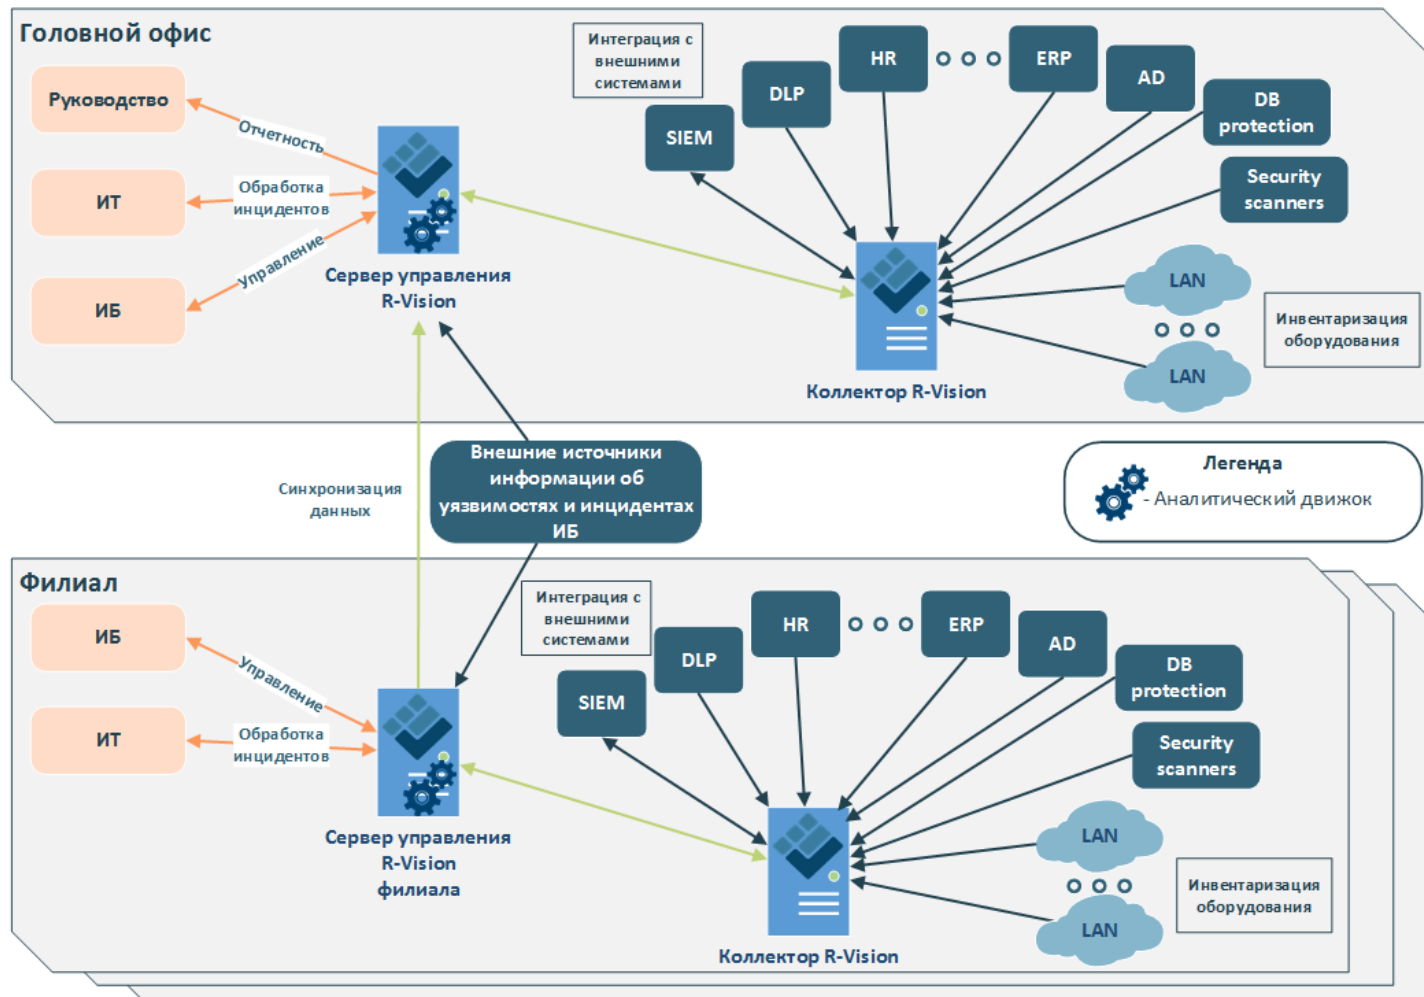 Головной офис
Руководство
ИТ
ИБ
Отчетность
Обработка
инцидентов
Управление
Сервер управления
R-Vision
Интеграция с
внешними
системами
SIEM
DLP
HR
ERP
AD
DB
protection
Security
scanners
LAN
LAN
Инвентаризация
оборудования
Коллектор R-Vision
Синхронизация
данных
Внешние источники
информации об
уязвимостях и инцидентах
ИБ
Легенда
- Аналитический движок
Филиал
ИБ
ИТ
Управление
Обработка
инцидентов
Сервер управления
R-Vision
филиала
Интеграция с
внешними
системами
SIEM
DLP
HR
ERP
AD
DB
protection
Security
scanners
LAN
LAN
Инвентаризация
оборудования
Коллектор R-Vision